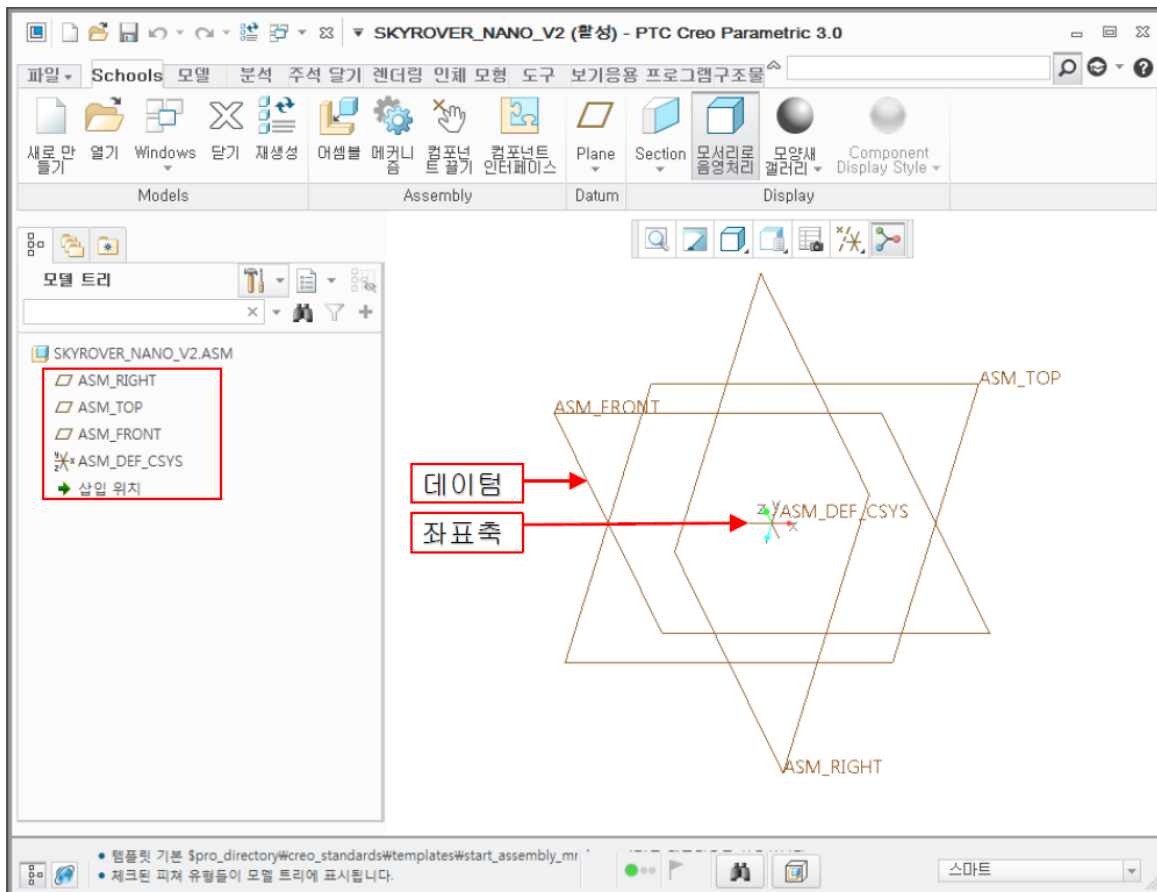 SKYROVER_NANO_V2 (활성) - PTC Creo Parametric 3.0
파일 Schools 모델 분석 주석 달기 렌더링 인체 모형 도구 보기응용 프로그램구조물
새로 만들기
열기
Windows
닫기
재생성
어셈블
메커니즘
컴포넌트 끌기
컴포넌트 인터페이스
Plane
Section
모서리로 음영처리
모양새 갤러리
Component Display Style
Models Assembly Datum Display
모델 트리
SKYROVER_NANO_V2.ASM
ASM_RIGHT
ASM_TOP
ASM_FRONT
ASM_DEF_CSYS
삽입 위치
ASM_TOP
ASM_FRONT
데이텀
좌표축
Z Y ASM_DEF_CSYS
X
ASM_RIGHT
템플릿 기본 $pro_directory₩creo_standards₩templates₩start_assembly_m
체크된 피쳐 유형들이 모델 트리에 표시됩니다.
스마트